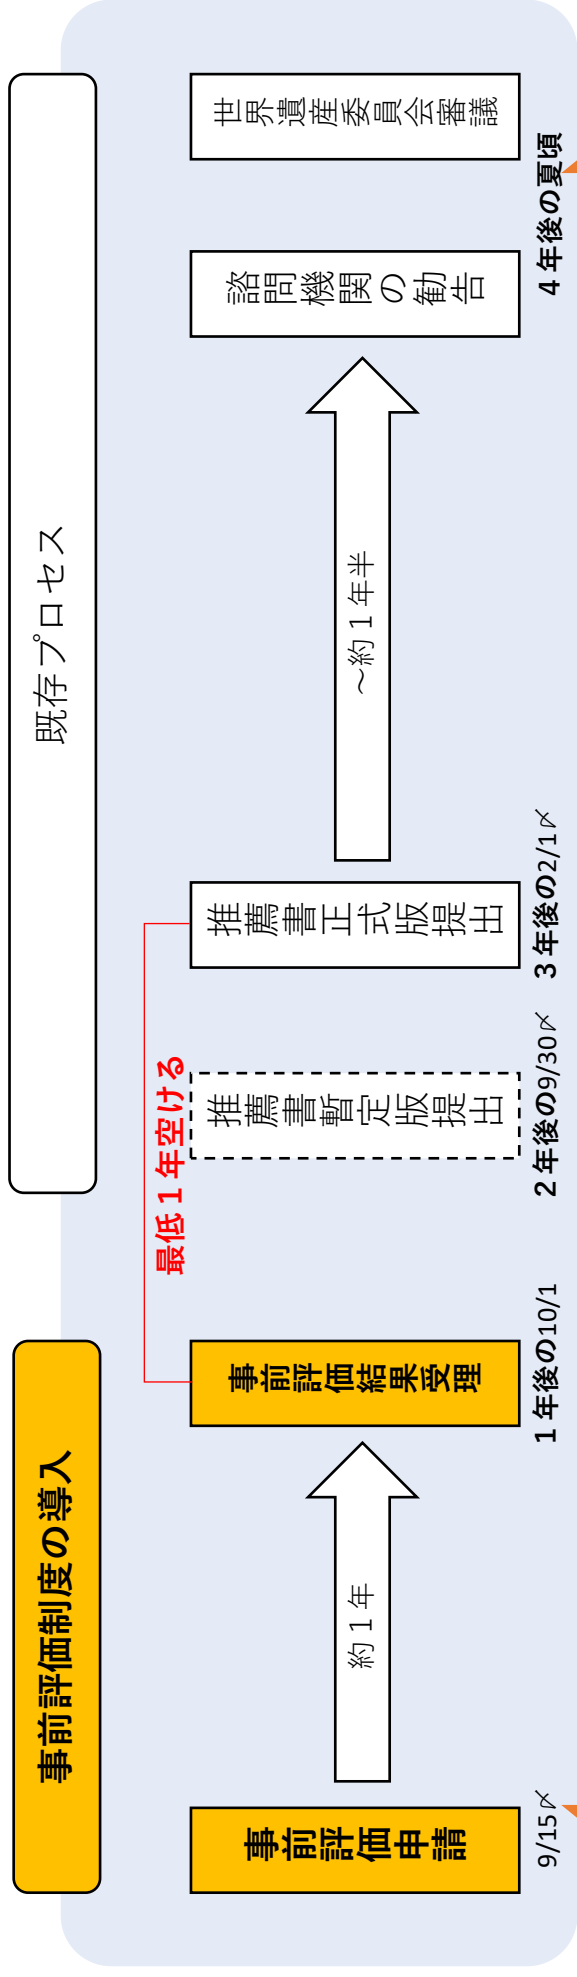 事前評価制度の導入
既存プロセス
最低1年空ける
事前評価申請
約1年
事前評価結果受理
推薦書暫定版提出
推薦書正式版提出
～約1年半
諮問機関の勧告
世界遺産委員会審議
9/15〆
1年後の10/1
2年後の9/30〆
3年後の2/1〆
4年後の夏頃